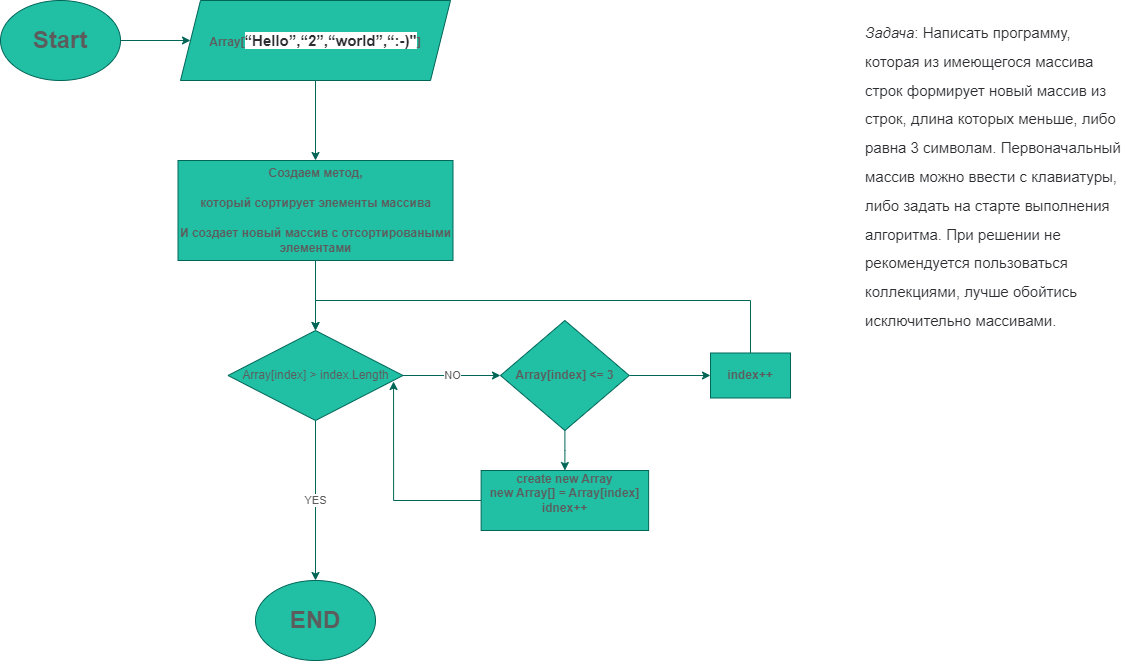 Start
Array[“Hello”,“2”,“world”,“:-)"]
Создаем метод,
который сортирует элементы массива
И создает новый массив с отсортироваными
элементами
Array[index] > index.Length
NO
Array[index] <= 3
index++
create new Array
new Array[] = Array[index]
idnex++
YES
END
Задача: Написать программу,
которая из имеющегося массива
строк формирует новый массив из
строк, длина которых меньше, либо
равна 3 символам. Первоначальный
массив можно ввести с клавиатуры,
либо задать на старте выполнения
алгоритма. При решении не
рекомендуется пользоваться
коллекциями, лучше обойтись
исключительно массивами.